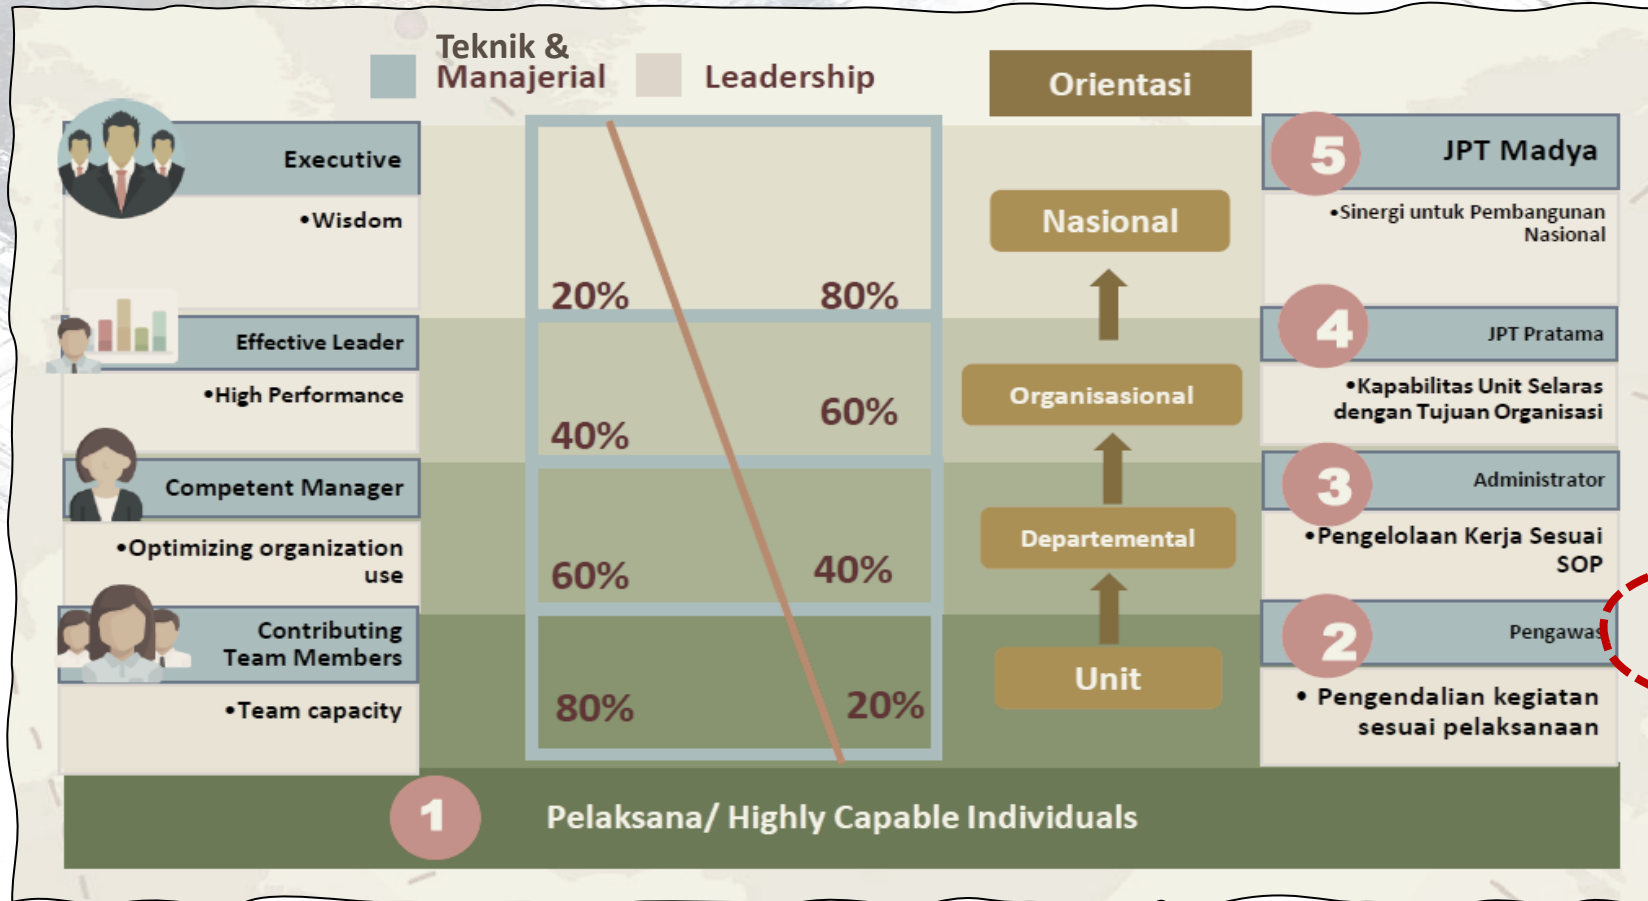 Teknik &
Manajerial
Leadership
Orientasi
Executive
•Wisdom
20%
80%
Nasional
5
JPT Madya
•Sinergi untuk Pembangunan
Nasional
Effective Leader
•High Performance
40%
60%
Organisasional
4
JPT Pratama
•Kapabilitas Unit Selaras
dengan Tujuan Organisasi
Competent Manager
•Optimizing organization
use
60%
40%
Departemental
3
Administrator
•Pengelolaan Kerja Sesuai
SOP
Contributing
Team Members
•Team capacity
80%
20%
Unit
2
Pengawas
• Pengendalian kegiatan
sesuai pelaksanaan
1
Pelaksana/ Highly Capable Individuals